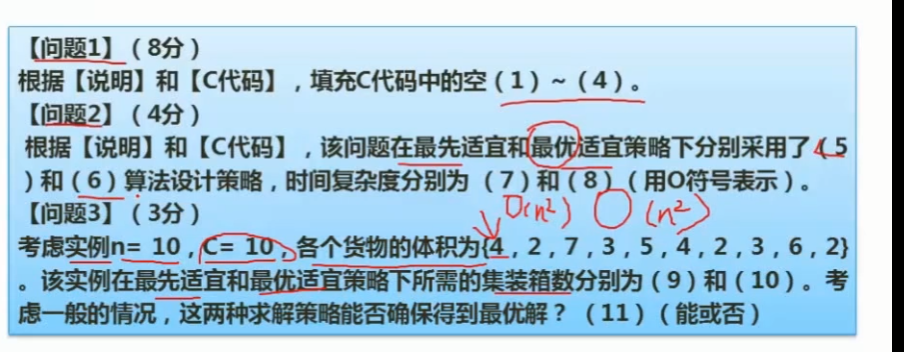 【问题1】（8分）
根据【说明】和【C代码】，填充C代码中的空（1）~（4）。
【问题2】（4分）
根据【说明】和【C代码】，该问题在最先适宜和最优适宜策略下分别采用了（5
）和（6）算法设计策略，时间复杂度分别为（7）和（8）（用O符号表示）。
【问题3】（3分）
O(n²) O(n²)
考虑实例n= 10，C= 10，各个货物的体积为{4，2，7，3，5，4，2，3，6，2}
。该实例在最先适宜和最优适宜策略下所需的集装箱数分别为（9）和（10）。考
虑一般的情况，这两种求解策略能否确保得到最优解？（11）（能或否）